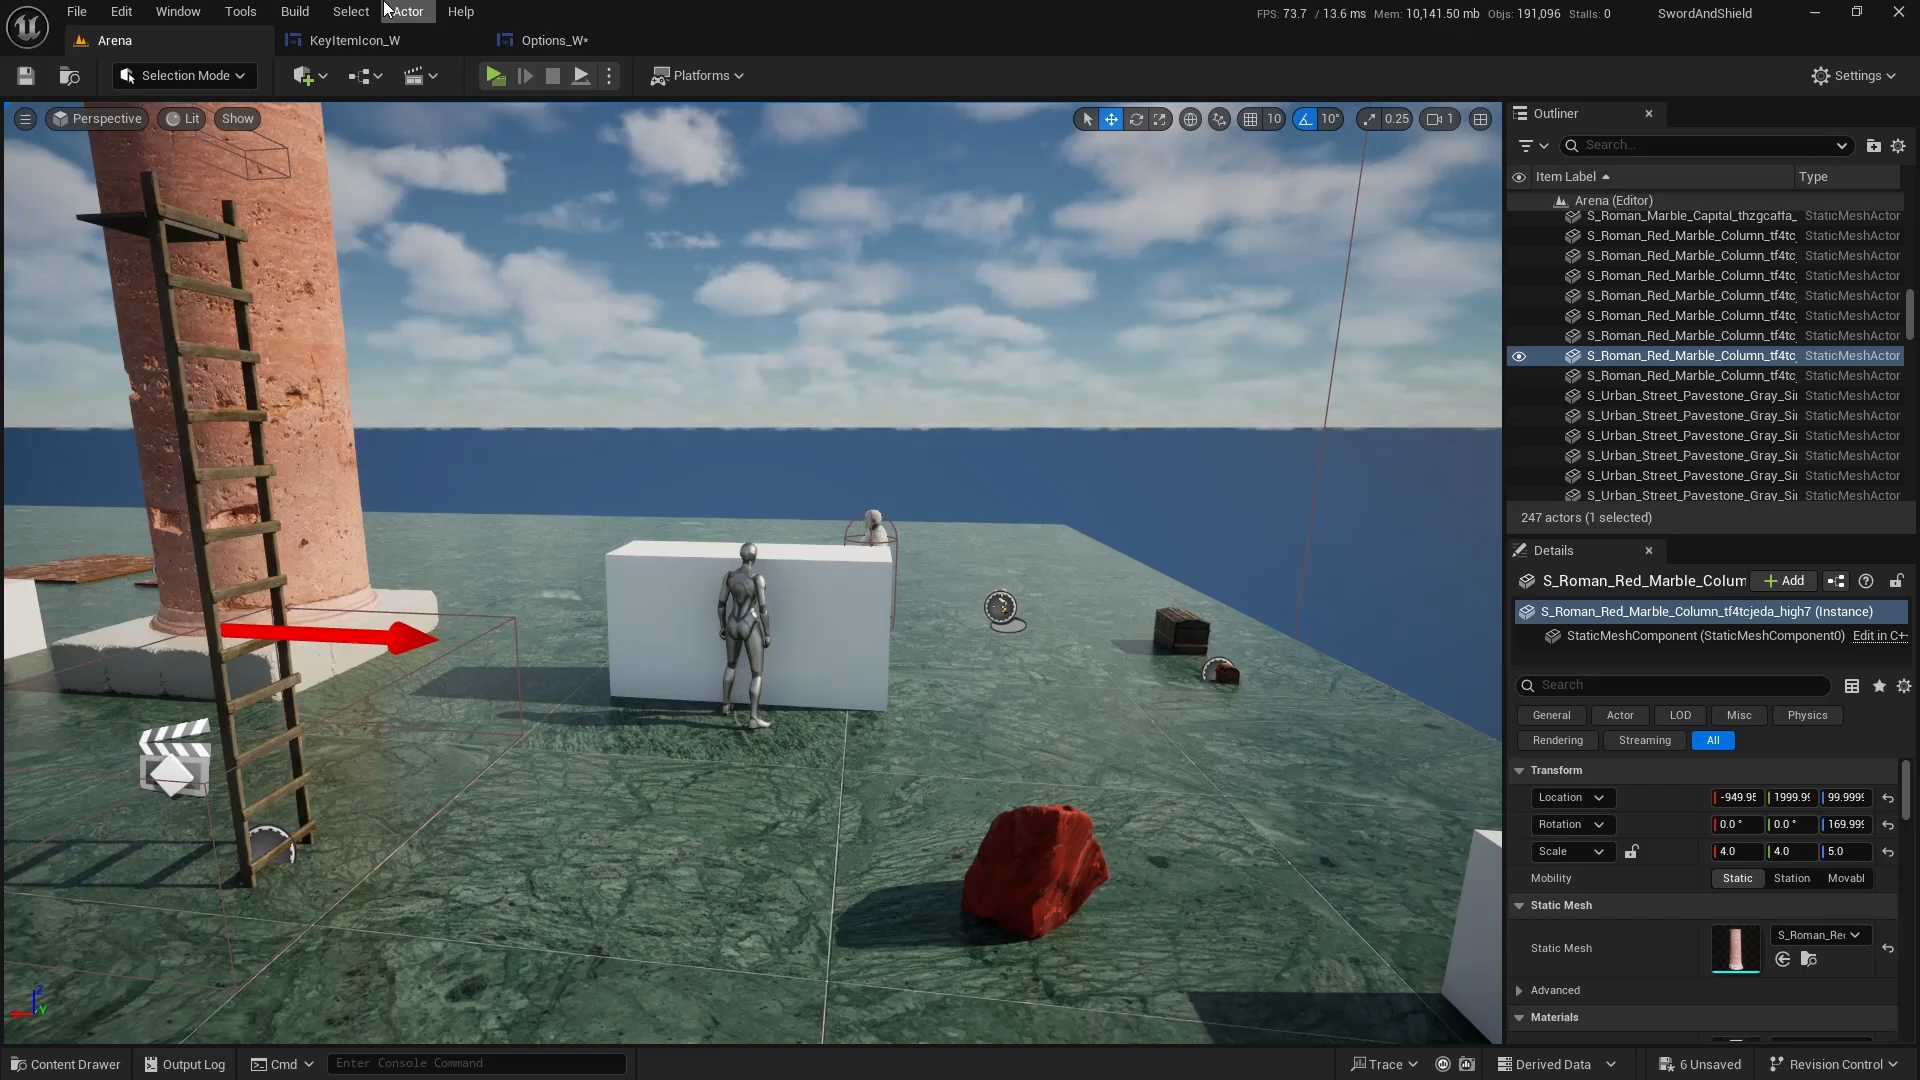 File Edit Window Tools Build Select Actor Help
FPS: 73.7 / 13.6 ms Mem: 10,141.50 mb Objs: 191,096 Stalls: 0 SwordAndShield
Arena KeyItemIcon_W Options_W*
Selection Mode Platforms Settings
Perspective Lit Show 10 10° 0.25 1
Outliner
Search...
Item Label Type
Arena (Editor)
S_Roman_Marble_Capital_thzgcaffa_ StaticMeshActor
S_Roman_Red_Marble_Column_tf4tc StaticMeshActor
S_Roman_Red_Marble_Column_tf4tc StaticMeshActor
S_Roman_Red_Marble_Column_tf4tc StaticMeshActor
S_Roman_Red_Marble_Column_tf4tc StaticMeshActor
S_Roman_Red_Marble_Column_tf4tc StaticMeshActor
S_Roman_Red_Marble_Column_tf4tc StaticMeshActor
S_Roman_Red_Marble_Column_tf4tc StaticMeshActor
S_Roman_Red_Marble_Column_tf4tc StaticMeshActor
S_Urban_Street_Pavestone_Gray_Si StaticMeshActor
S_Urban_Street_Pavestone_Gray_Si StaticMeshActor
S_Urban_Street_Pavestone_Gray_Si StaticMeshActor
S_Urban_Street_Pavestone_Gray_Si StaticMeshActor
S_Urban_Street_Pavestone_Gray_Si StaticMeshActor
S_Urban_Street_Pavestone_Gray_Si StaticMeshActor
247 actors (1 selected)
Details
S_Roman_Red_Marble_Colum Add
S_Roman_Red_Marble_Column_tf4tcjeda_high7 (Instance)
StaticMeshComponent (StaticMeshComponent0) Edit in C+
Search
General Actor LOD Misc Physics
Rendering Streaming All
Transform
Location -949.95 1999.99 99.9999
Rotation 0.0 ° 0.0 ° 169.999
Scale 4.0 4.0 5.0
Mobility Static Station Movabl
Static Mesh
Static Mesh S_Roman_Rec
Advanced
Materials
Z
Y
Content Drawer Output Log Cmd Enter Console Command Trace Derived Data 6 Unsaved Revision Control